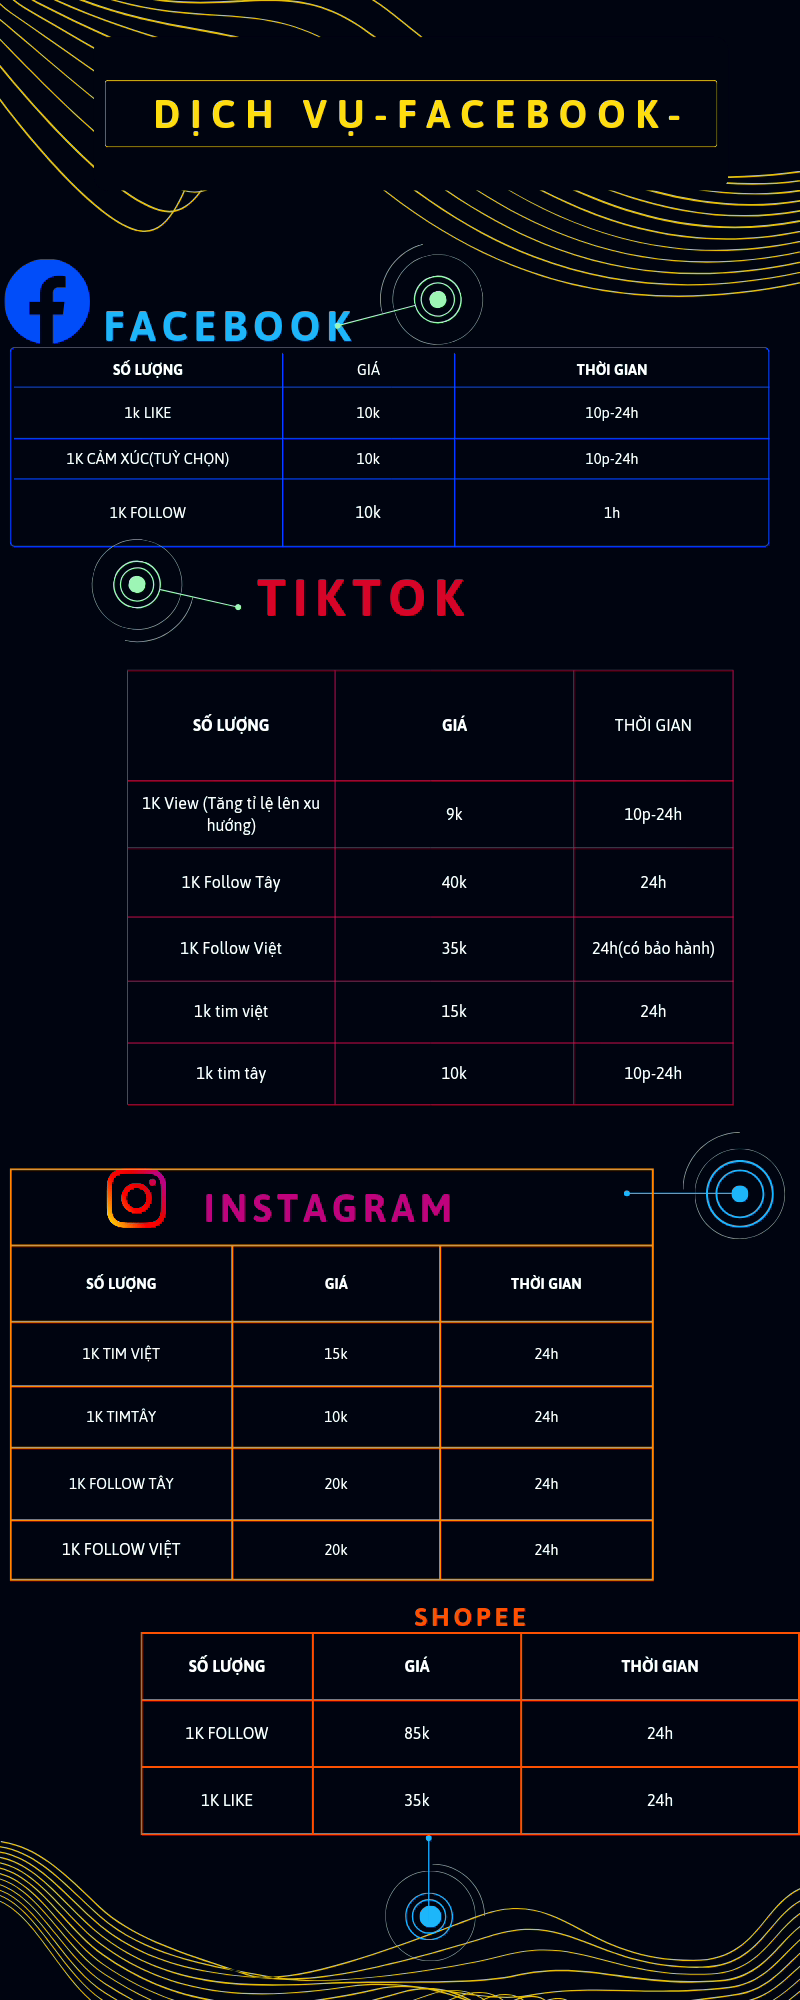 DỊCH VỤ-FACEBOOK-
FACEBOOK
SỐ LƯỢNG GIÁ THỜI GIAN
1k LIKE 10k 10p-24h
1K CẢM XÚC(TUỲ CHỌN) 10k 10p-24h
1K FOLLOW 10k 1h
TIKTOK
SỐ LƯỢNG GIÁ THỜI GIAN
1K View (Tăng tỉ lệ lên xu
hướng) 9k 10p-24h
1K Follow Tây 40k 24h
1K Follow Việt 35k 24h(có bảo hành)
1k tim việt 15k 24h
1k tim tây 10k 10p-24h
INSTAGRAM
SỐ LƯỢNG GIÁ THỜI GIAN
1K TIM VIỆT 15k 24h
1K TIMTÂY 10k 24h
1K FOLLOW TÂY 20k 24h
1K FOLLOW VIỆT 20k 24h
SHOPEE
SỐ LƯỢNG GIÁ THỜI GIAN
1K FOLLOW 85k 24h
1K LIKE 35k 24h